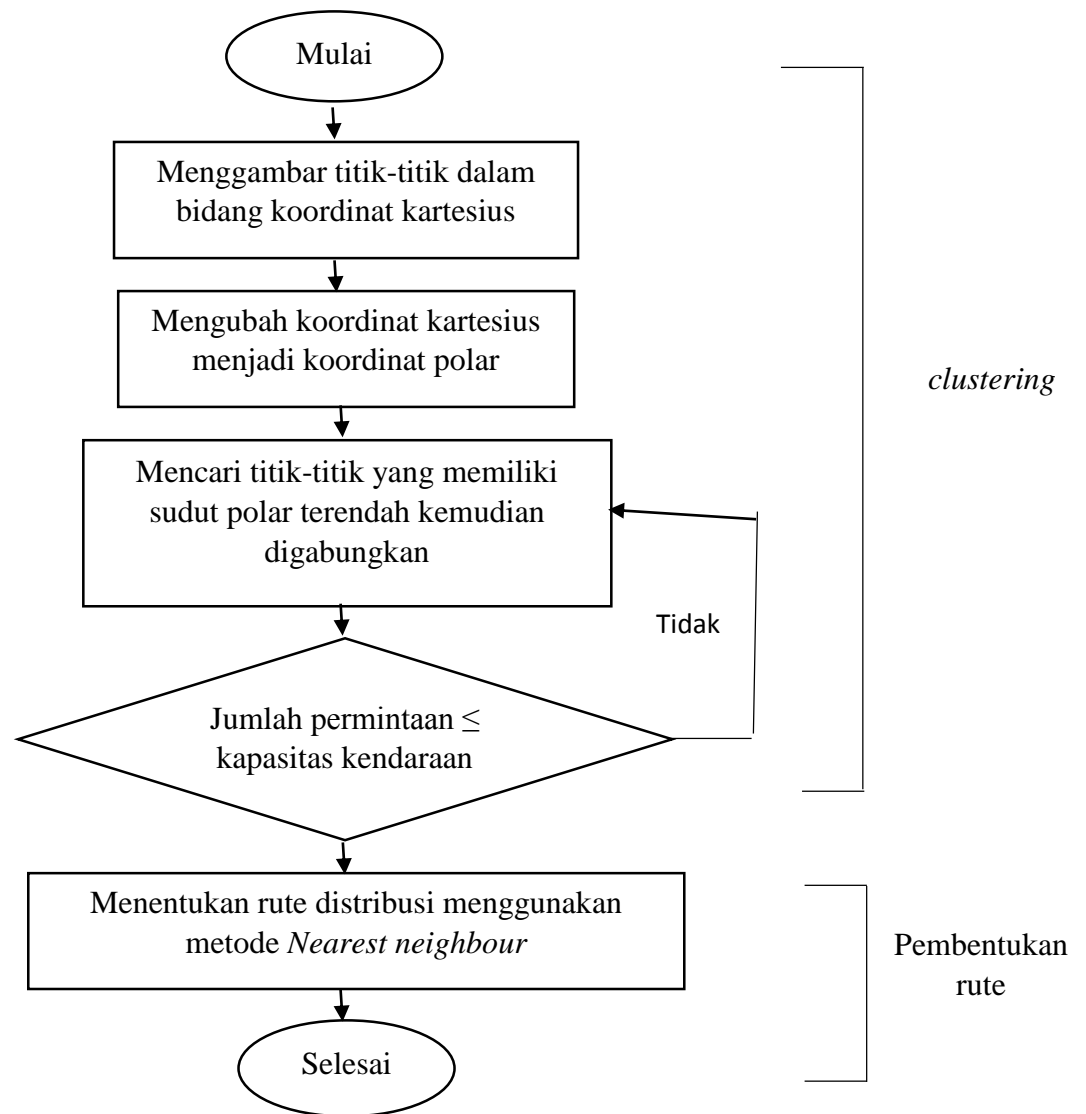 Mulai
Menggambar titik-titik dalam
bidang koordinat kartesius
Mengubah koordinat kartesius
menjadi koordinat polar
clustering
Mencari titik-titik yang memiliki
sudut polar terendah kemudian
digabungkan
Tidak
Jumlah permintaan ≤
kapasitas kendaraan
Menentukan rute distribusi menggunakan
metode Nearest neighbour
Pembentukan
rute
Selesai